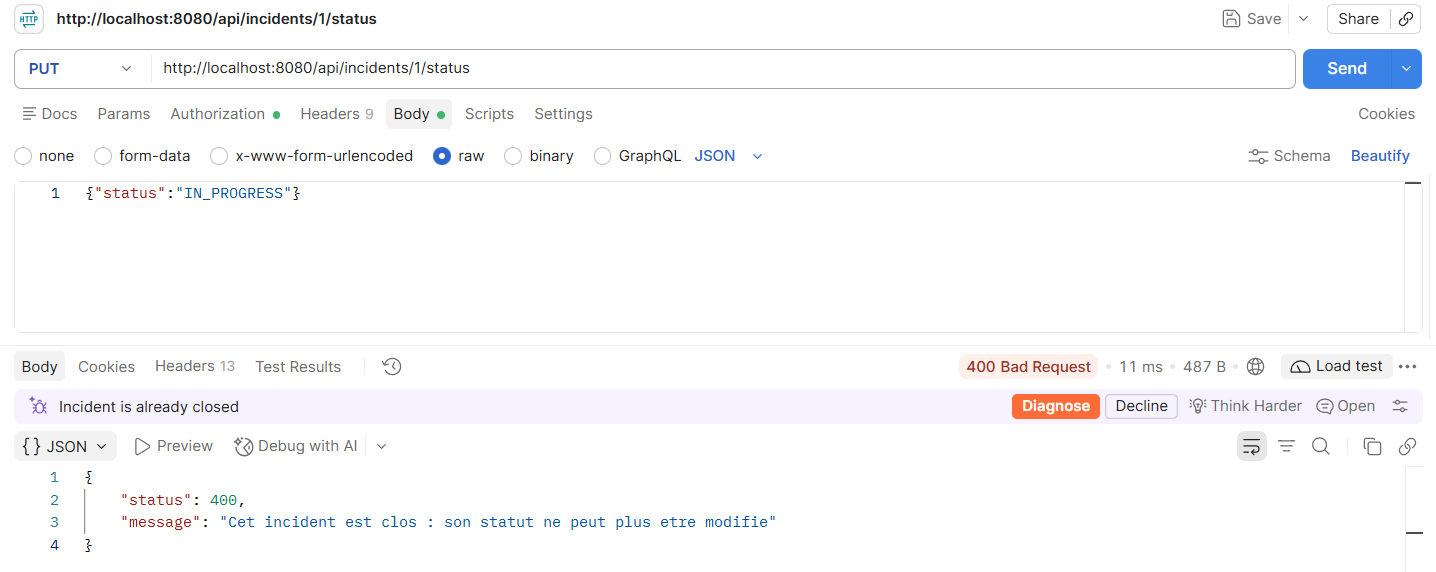 HTTP http://localhost:8080/api/incidents/1/status Save Share
PUT http://localhost:8080/api/incidents/1/status Send
Docs Params Authorization Headers 9 Body Scripts Settings Cookies
none form-data x-www-form-urlencoded raw binary GraphQL JSON Schema Beautify
1 {"status":"IN_PROGRESS"}
Body Cookies Headers 13 Test Results 400 Bad Request • 11 ms • 487 B • Load test
Incident is already closed Diagnose Decline Think Harder Open
{} JSON Preview Debug with AI
1 {
2 "status": 400,
3 "message": "Cet incident est clos : son statut ne peut plus etre modifie"
4 }